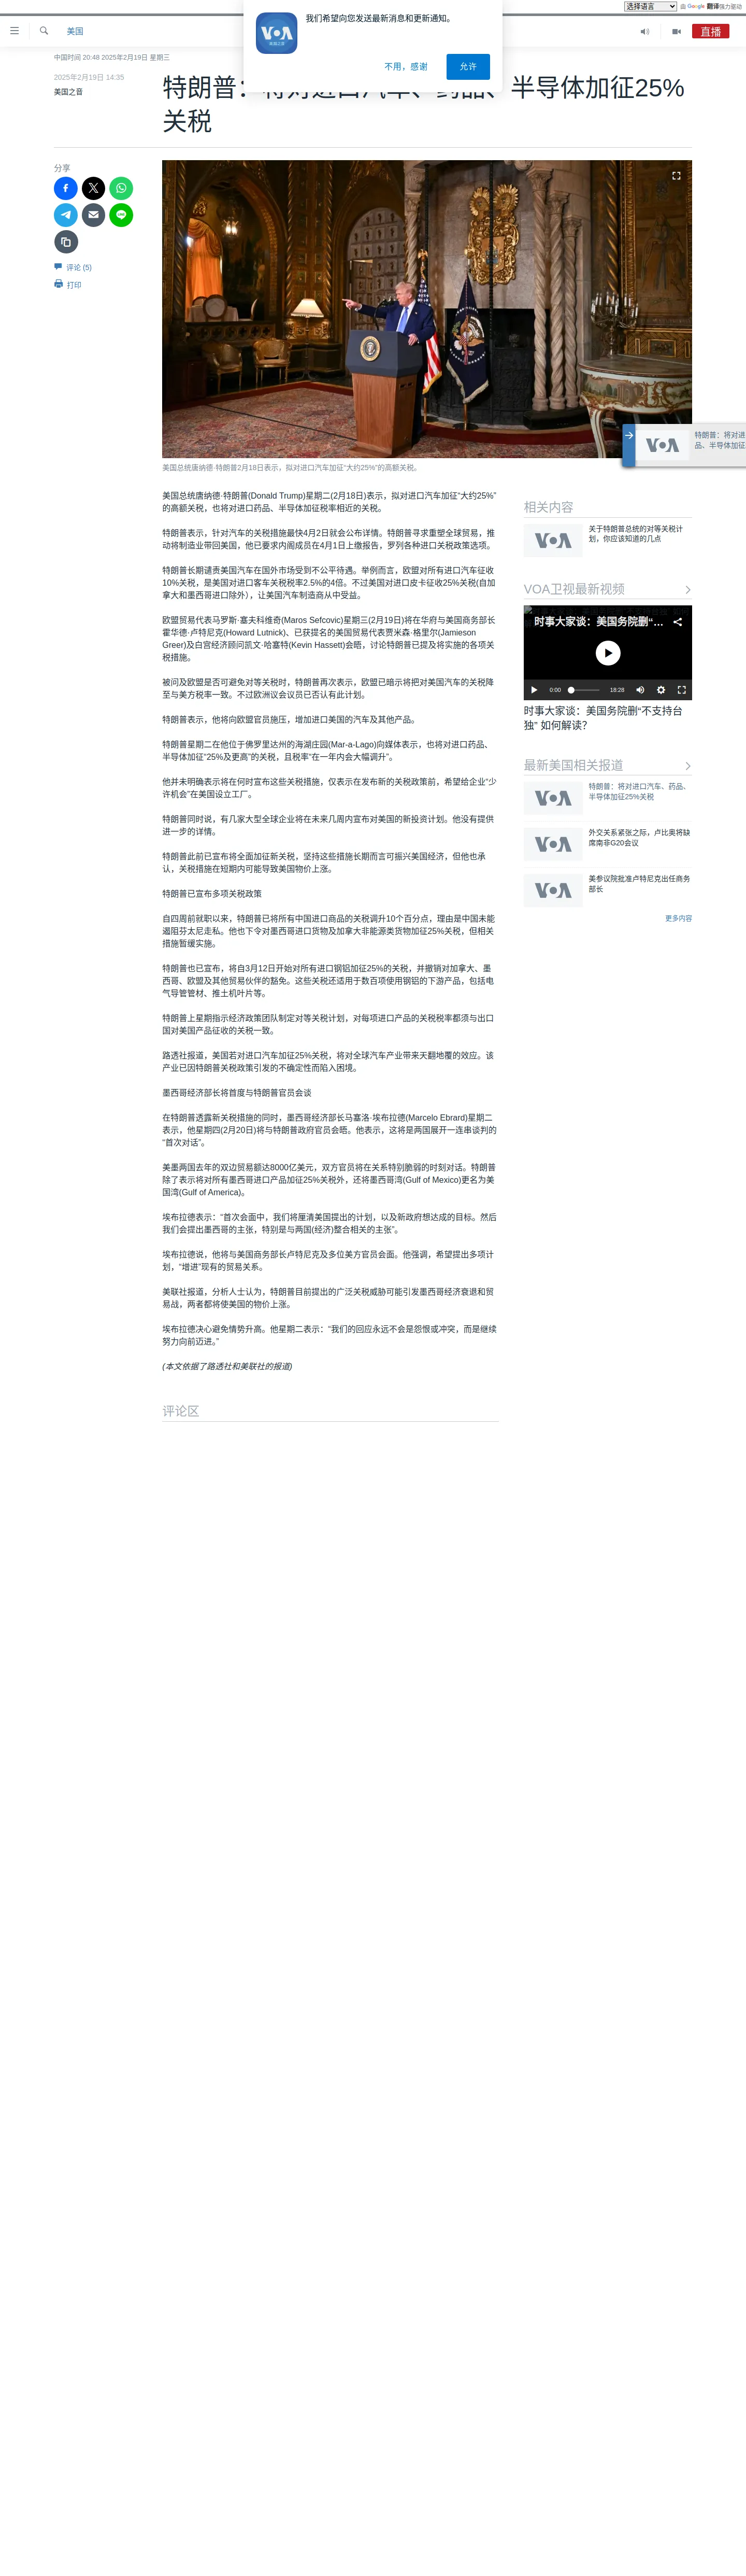 选择语言
由 Google 翻译强力驱动
我们希望向您发送最新消息和更新通知。
不用，感谢
允许
美国
直播
中国时间 20:48 2025年2月19日 星期三
2025年2月19日 14:35
美国之音
特朗普：将对进口汽车、药品、半导体加征25%
关税
分享
评论 (5)
打印
美国总统唐纳德·特朗普2月18日表示，拟对进口汽车加征“大约25%”的高额关税。
特朗普：将对进
品、半导体加征
美国总统唐纳德·特朗普(Donald Trump)星期二(2月18日)表示，拟对进口汽车加征“大约25%”
的高额关税，也将对进口药品、半导体加征税率相近的关税。
特朗普表示，针对汽车的关税措施最快4月2日就会公布详情。特朗普寻求重塑全球贸易，推
动将制造业带回美国，他已要求内阁成员在4月1日上缴报告，罗列各种进口关税政策选项。
特朗普长期谴责美国汽车在国外市场受到不公平待遇。举例而言，欧盟对所有进口汽车征收
10%关税，是美国对进口客车关税税率2.5%的4倍。不过美国对进口皮卡征收25%关税(自加
拿大和墨西哥进口除外），让美国汽车制造商从中受益。
欧盟贸易代表马罗斯·塞夫科维奇(Maros Sefcovic)星期三(2月19日)将在华府与美国商务部长
霍华德·卢特尼克(Howard Lutnick)、已获提名的美国贸易代表贾米森·格里尔(Jamieson
Greer)及白宫经济顾问凯文·哈塞特(Kevin Hassett)会晤，讨论特朗普已提及将实施的各项关
税措施。
被问及欧盟是否可避免对等关税时，特朗普再次表示，欧盟已暗示将把对美国汽车的关税降
至与美方税率一致。不过欧洲议会议员已否认有此计划。
特朗普表示，他将向欧盟官员施压，增加进口美国的汽车及其他产品。
特朗普星期二在他位于佛罗里达州的海湖庄园(Mar-a-Lago)向媒体表示，也将对进口药品、
半导体加征“25%及更高”的关税，且税率“在一年内会大幅调升”。
他并未明确表示将在何时宣布这些关税措施，仅表示在发布新的关税政策前，希望给企业“少
许机会”在美国设立工厂。
特朗普同时说，有几家大型全球企业将在未来几周内宣布对美国的新投资计划。他没有提供
进一步的详情。
特朗普此前已宣布将全面加征新关税，坚持这些措施长期而言可振兴美国经济，但他也承
认，关税措施在短期内可能导致美国物价上涨。
特朗普已宣布多项关税政策
自四周前就职以来，特朗普已将所有中国进口商品的关税调升10个百分点，理由是中国未能
遏阻芬太尼走私。他也下令对墨西哥进口货物及加拿大非能源类货物加征25%关税，但相关
措施暂缓实施。
特朗普也已宣布，将自3月12日开始对所有进口钢铝加征25%的关税，并撤销对加拿大、墨
西哥、欧盟及其他贸易伙伴的豁免。这些关税还适用于数百项使用钢铝的下游产品，包括电
气导管管材、推土机叶片等。
特朗普上星期指示经济政策团队制定对等关税计划，对每项进口产品的关税税率都须与出口
国对美国产品征收的关税一致。
路透社报道，美国若对进口汽车加征25%关税，将对全球汽车产业带来天翻地覆的效应。该
产业已因特朗普关税政策引发的不确定性而陷入困境。
墨西哥经济部长将首度与特朗普官员会谈
在特朗普透露新关税措施的同时，墨西哥经济部长马塞洛·埃布拉德(Marcelo Ebrard)星期二
表示，他星期四(2月20日)将与特朗普政府官员会晤。他表示，这将是两国展开一连串谈判的
“首次对话”。
美墨两国去年的双边贸易额达8000亿美元，双方官员将在关系特别脆弱的时刻对话。特朗普
除了表示将对所有墨西哥进口产品加征25%关税外，还将墨西哥湾(Gulf of Mexico)更名为美
国湾(Gulf of America)。
埃布拉德表示：“首次会面中，我们将厘清美国提出的计划，以及新政府想达成的目标。然后
我们会提出墨西哥的主张，特别是与两国(经济)整合相关的主张”。
埃布拉德说，他将与美国商务部长卢特尼克及多位美方官员会面。他强调，希望提出多项计
划，“增进”现有的贸易关系。
美联社报道，分析人士认为，特朗普目前提出的广泛关税威胁可能引发墨西哥经济衰退和贸
易战，两者都将使美国的物价上涨。
埃布拉德决心避免情势升高。他星期二表示：“我们的回应永远不会是怨恨或冲突，而是继续
努力向前迈进。”
(本文依据了路透社和美联社的报道)
评论区
相关内容
关于特朗普总统的对等关税计
划，你应该知道的几点
VOA卫视最新视频
时事大家谈：美国务院删“…
0:00
18:28
时事大家谈：美国务院删“不支持台
独” 如何解读？
最新美国相关报道
特朗普：将对进口汽车、药品、
半导体加征25%关税
外交关系紧张之际，卢比奥将缺
席南非G20会议
美参议院批准卢特尼克出任商务
部长
更多内容